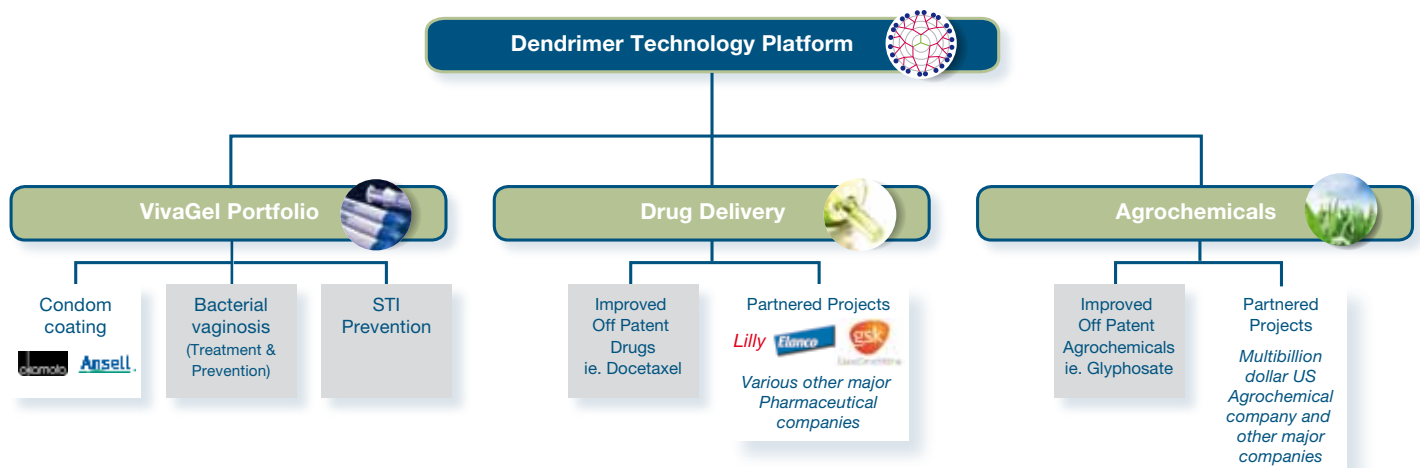 Dendrimer Technology Platform
VivaGel Portfolio
Drug Delivery
Agrochemicals
Condom
coating
okamoto
Ansell
Bacterial
vaginosis
(Treatment &
Prevention)
STI
Prevention
Improved
Off Patent
Drugs
ie. Docetaxel
Partnered Projects
Lilly
Elanco
gsk
GlaxoSmithKline
Various other major
Pharmaceutical
companies
Improved
Off Patent
Agrochemicals
ie. Glyphosate
Partnered
Projects
Multibillion
dollar US
Agrochemical
company and
other major
companies